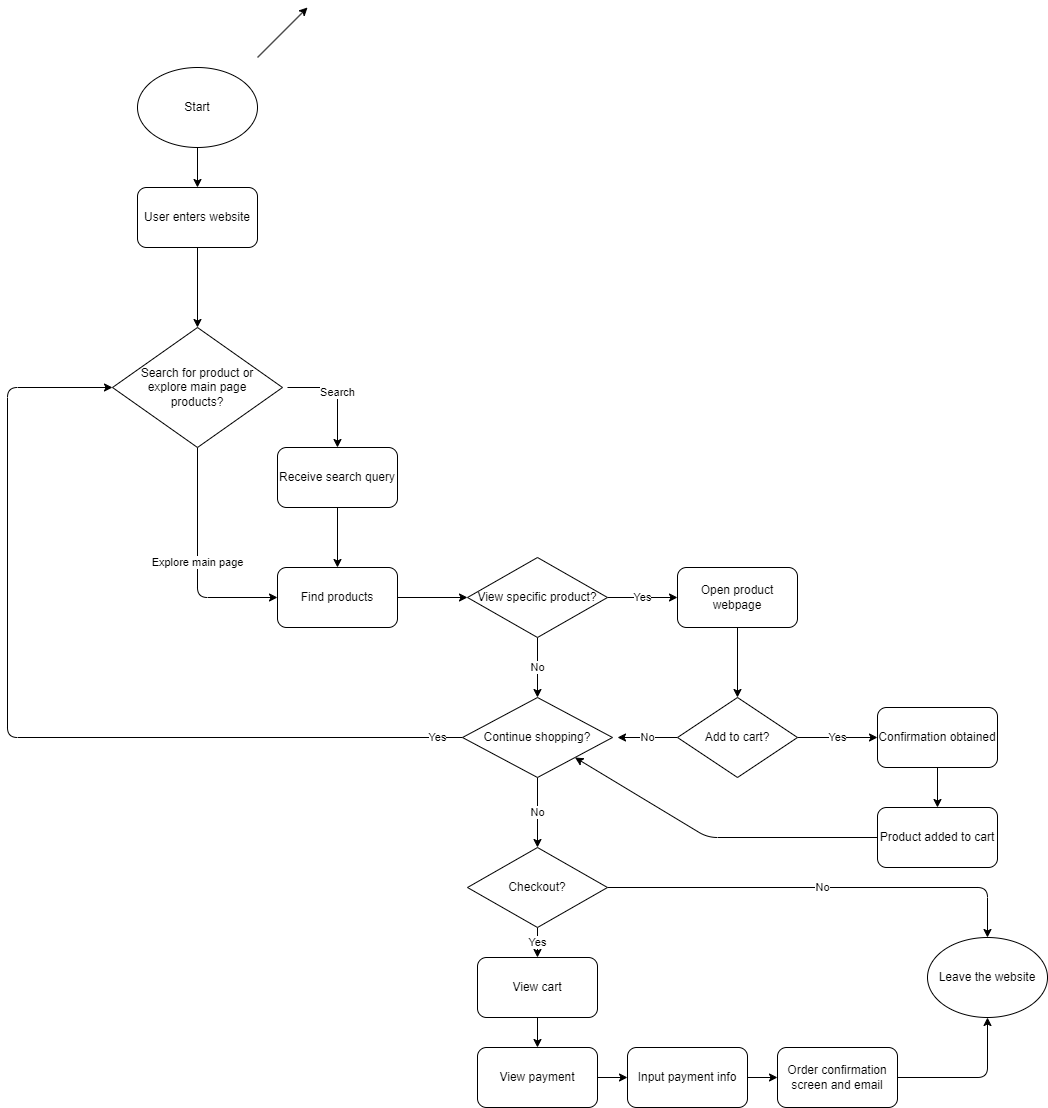 Start
User enters website
Search for product or
explore main page
products?
Search
Receive search query
Explore main page
Find products
View specific product?
Yes
Open product
webpage
No
Yes
Continue shopping?
No
Add to cart?
Yes
Confirmation obtained
No
Product added to cart
Checkout?
No
Yes
View cart
Leave the website
View payment
Input payment info
Order confirmation
screen and email